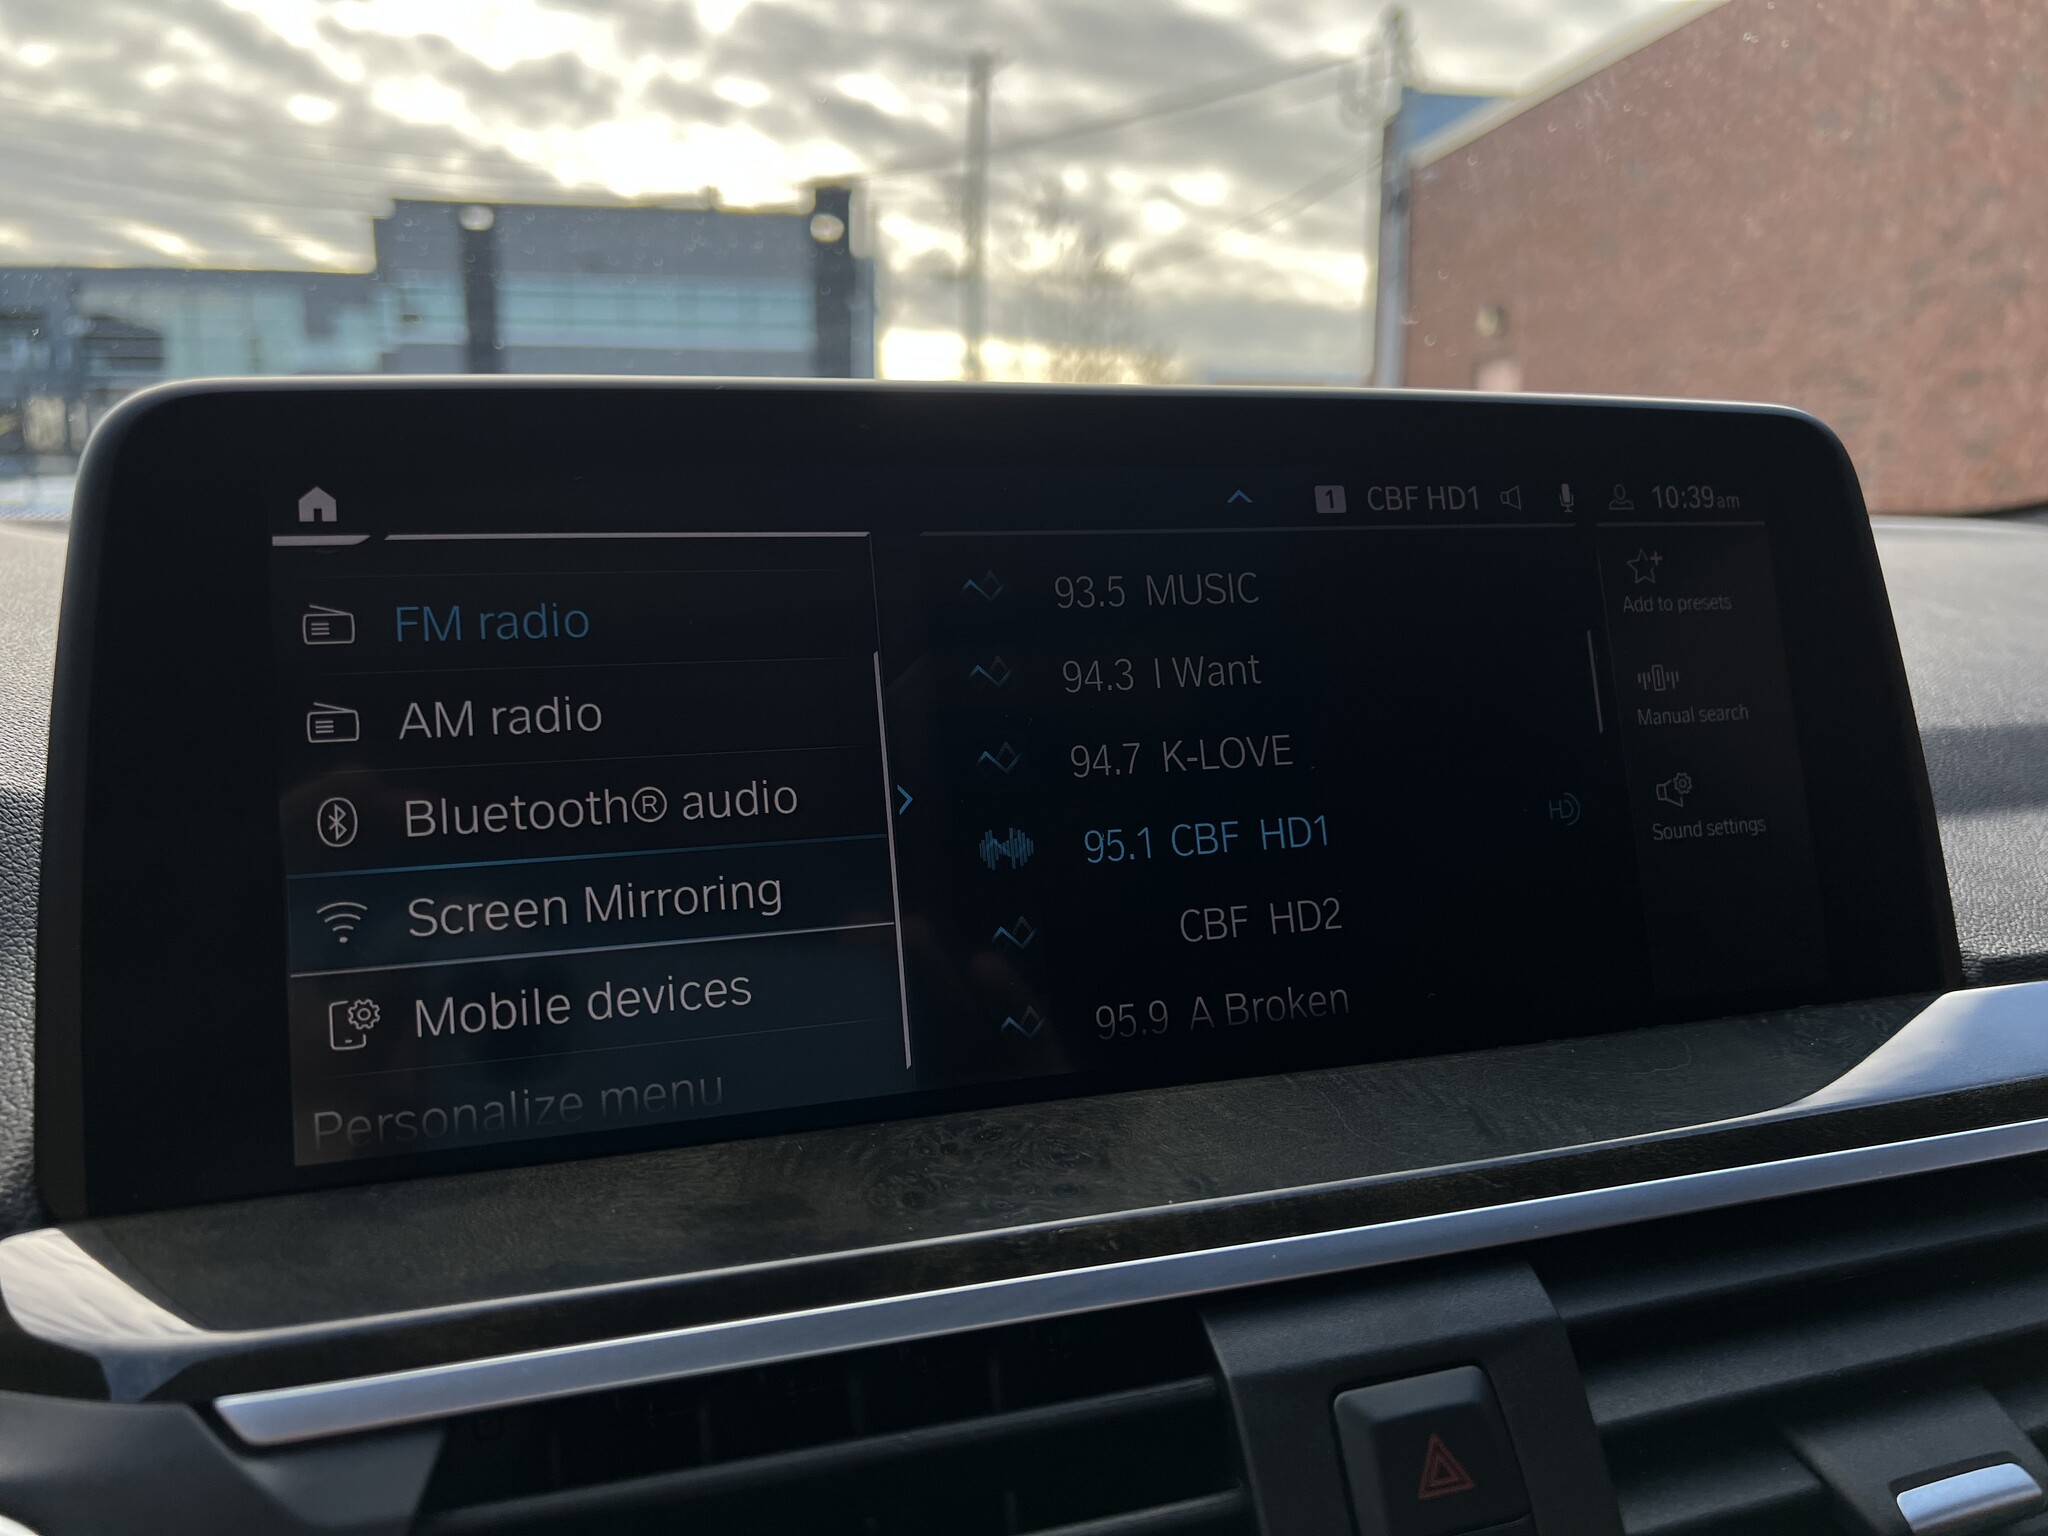 1 CBF HD1 10:39am
FM radio
AM radio
Bluetooth® audio
Screen Mirroring
Mobile devices
Personalize menu
93.5 MUSIC
94.3 I Want
94.7 K-LOVE
95.1 CBF HD1 HD
CBF HD2
95.9 A Broken
Add to presets
Manual search
Sound settings